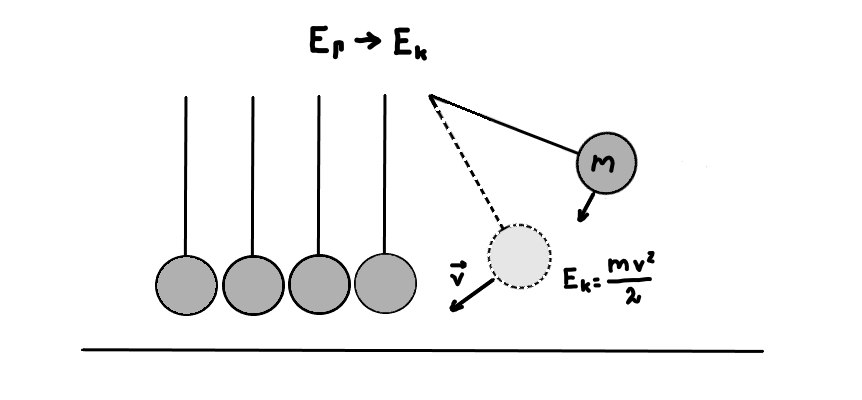 Ep → Ek
m
v⃗
Ek = mv²/2